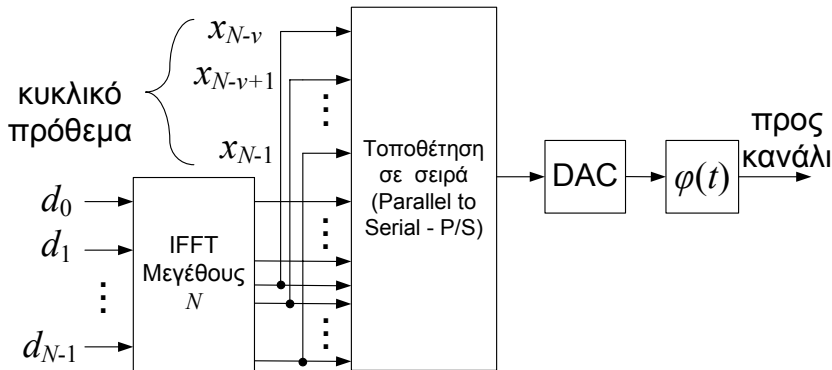 x_{N-ν}
x_{N-ν+1}
⋮
x_{N-1}
κυκλικό
πρόθεμα
d_0
d_1
⋮
d_{N-1}
IFFT
Μεγέθους
N
⋮
⋮
Τοποθέτηση
σε σειρά
(Parallel to
Serial - P/S)
DAC
φ(t)
προς
κανάλι